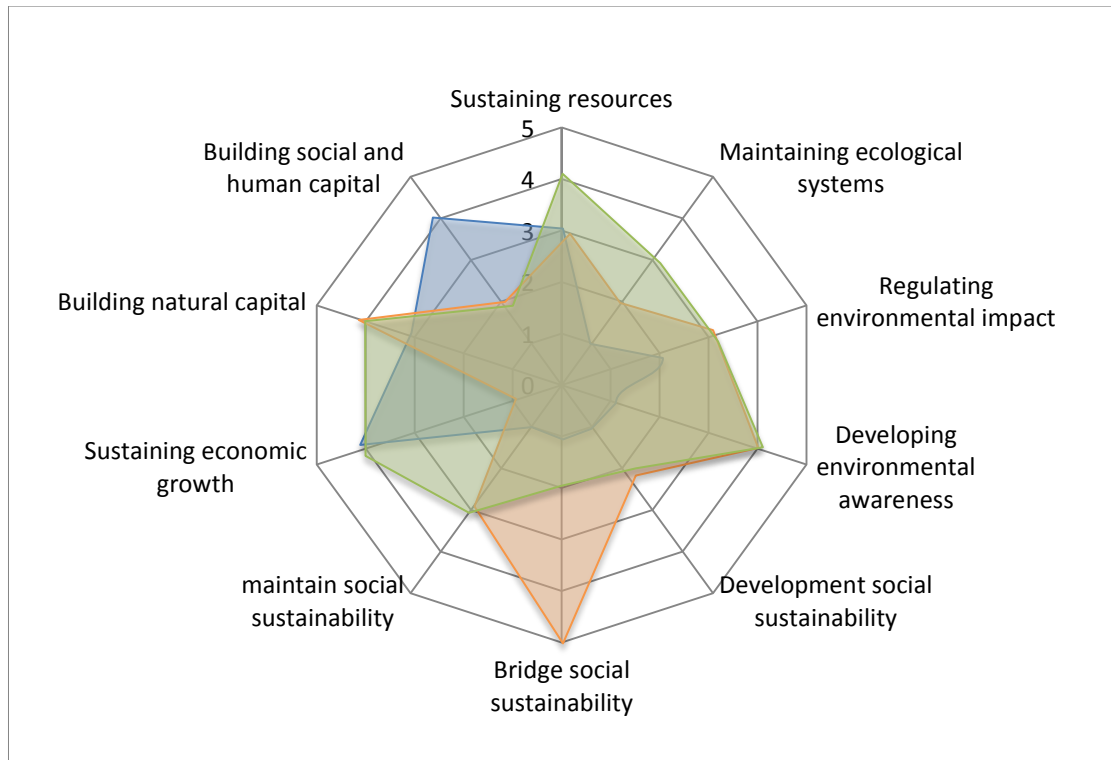 Sustaining resources
5
Building social and
human capital
Maintaining ecological
systems
4
3
2
Building natural capital
Regulating
environmental impact
1
0
Sustaining economic
growth
Developing
environmental
awareness
maintain social
sustainability
Development social
sustainability
Bridge social
sustainability